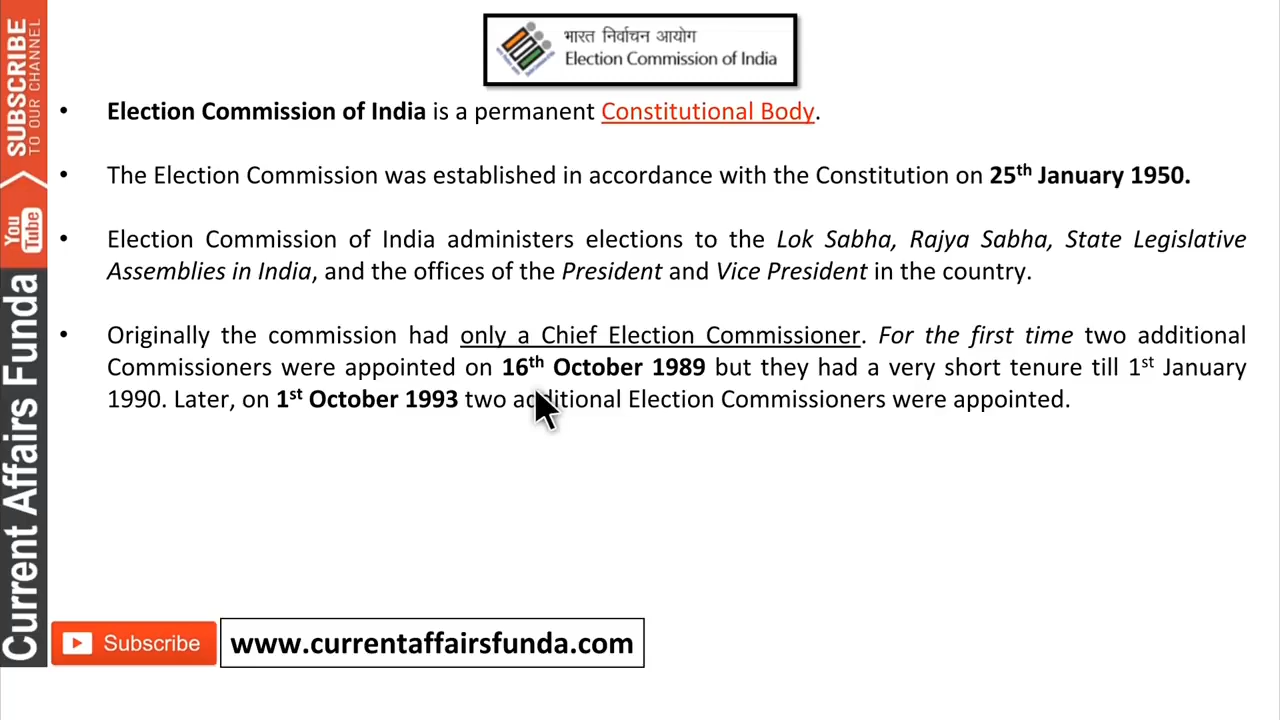 भारत निर्वाचन आयोग
Election Commission of India
• Election Commission of India is a permanent Constitutional Body.
• The Election Commission was established in accordance with the Constitution on 25th January 1950.
• Election Commission of India administers elections to the Lok Sabha, Rajya Sabha, State Legislative
Assemblies in India, and the offices of the President and Vice President in the country.
• Originally the commission had only a Chief Election Commissioner. For the first time two additional
Commissioners were appointed on 16th October 1989 but they had a very short tenure till 1st January
1990. Later, on 1st October 1993 two additional Election Commissioners were appointed.
SUBSCRIBE
TO OUR CHANNEL
You
Tube
Current Affairs Funda
Subscribe
www.currentaffairsfunda.com